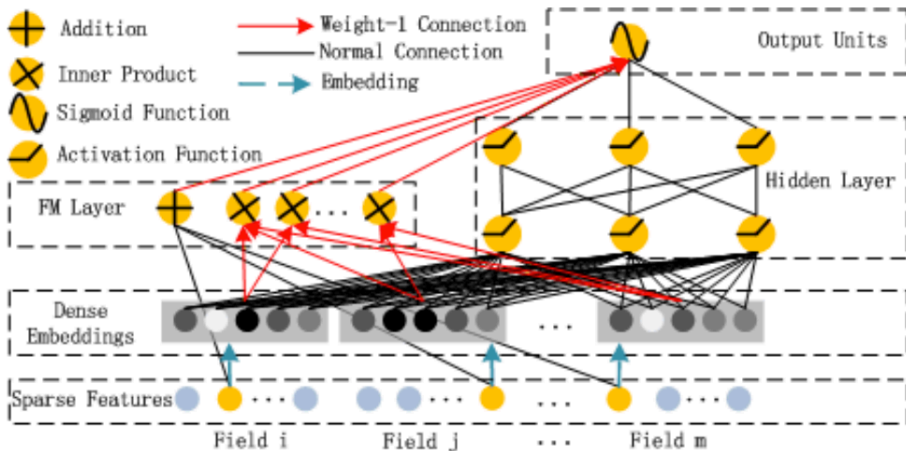 Addition
Weight-1 Connection
Output Units
Normal Connection
Inner Product
Embedding
Sigmoid Function
Activation Function
Hidden Layer
FM Layer
...
Dense
Embeddings
...
Sparse Features
... ... ... ...
Field i Field j ... Field m